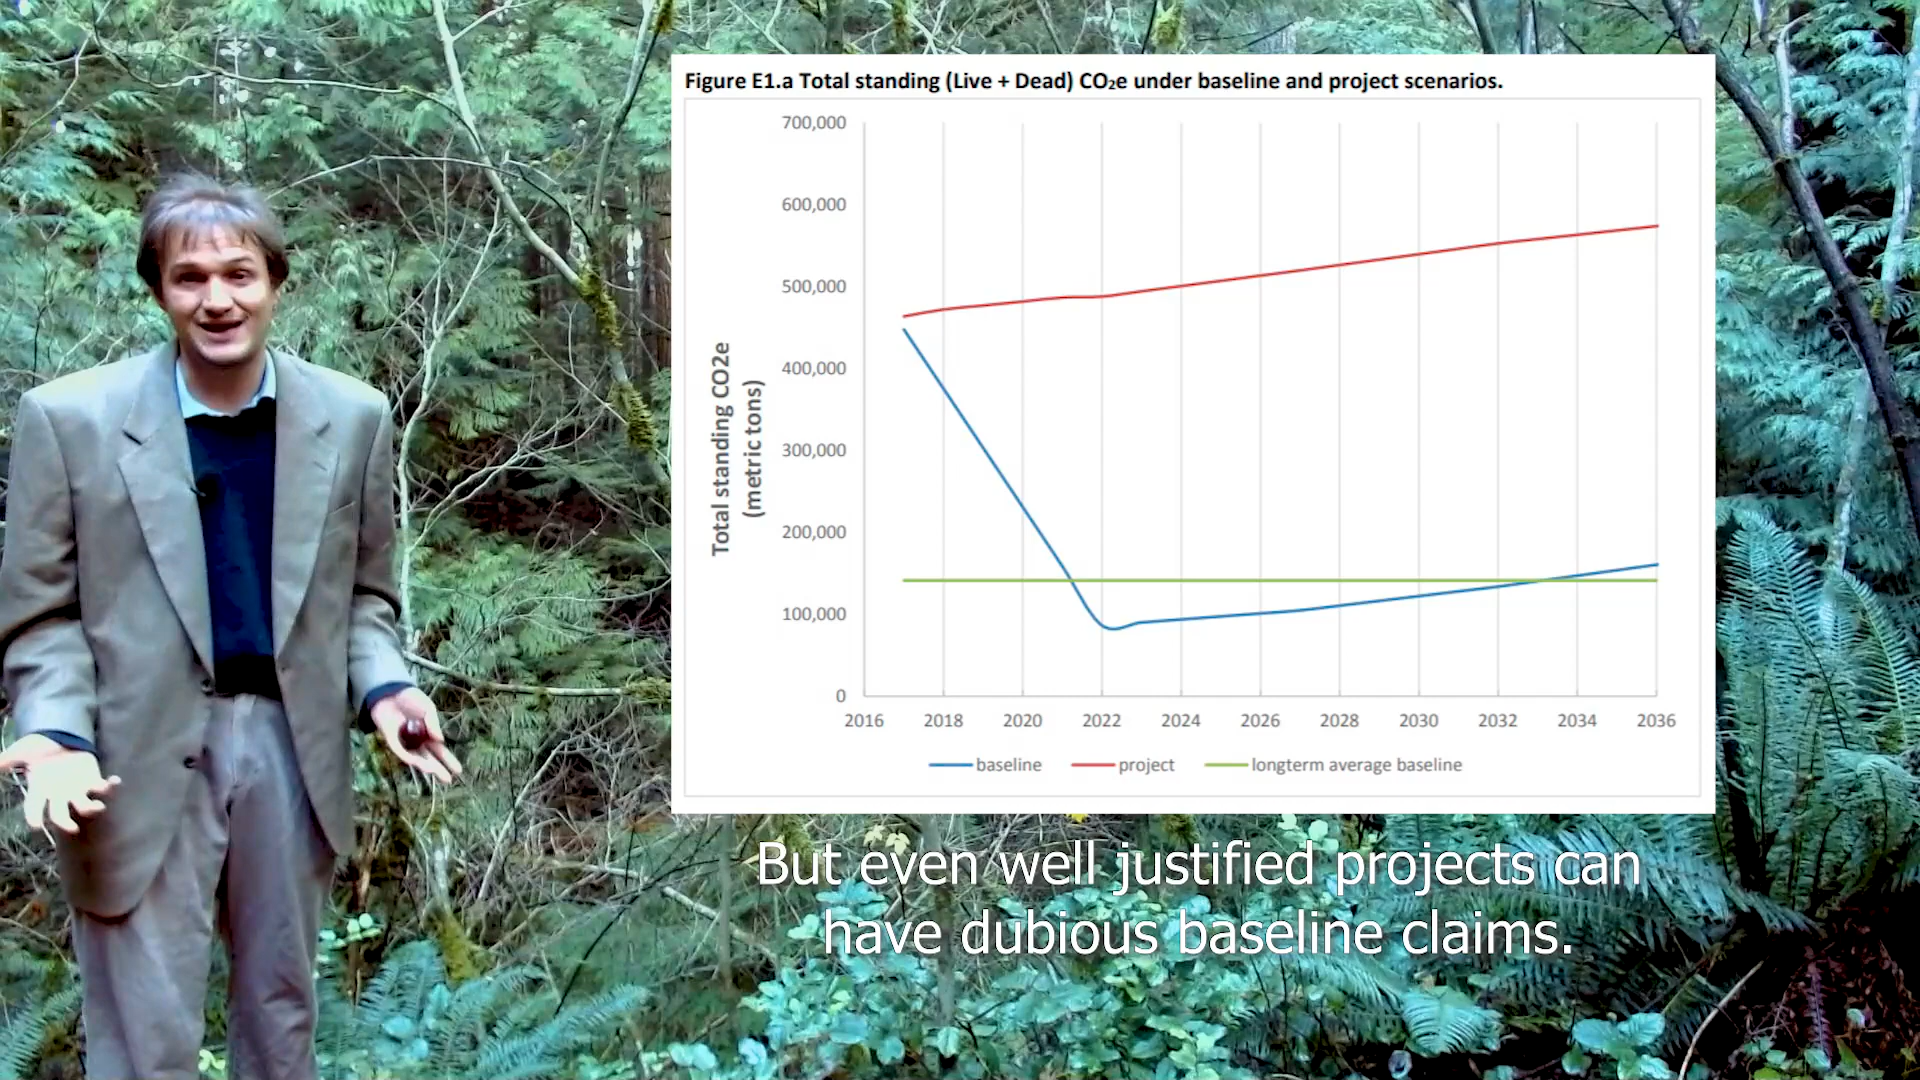 Figure E1.a Total standing (Live + Dead) CO₂e under baseline and project scenarios.
700,000
600,000
500,000
400,000
300,000
200,000
100,000
0
Total standing CO2e
(metric tons)
2016 2018 2020 2022 2024 2026 2028 2030 2032 2034 2036
baseline project longterm average baseline
But even well justified projects can
have dubious baseline claims.